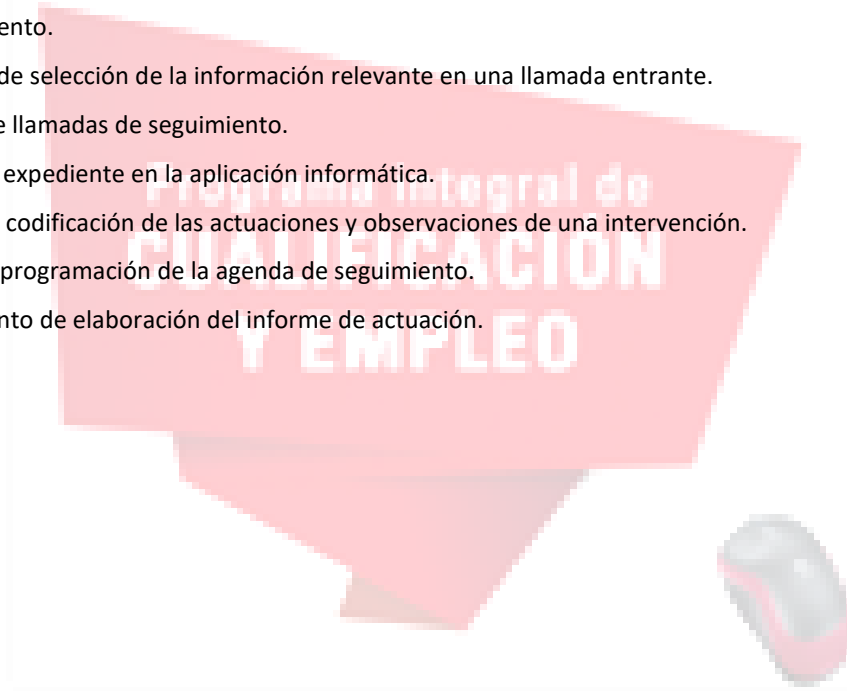 ento.
de selección de la información relevante en una llamada entrante.
e llamadas de seguimiento.
expediente en la aplicación informática.
codificación de las actuaciones y observaciones de una intervención.
programación de la agenda de seguimiento.
nto de elaboración del informe de actuación.
Programa Integral de
CUALIFICACIÓN
Y EMPLEO